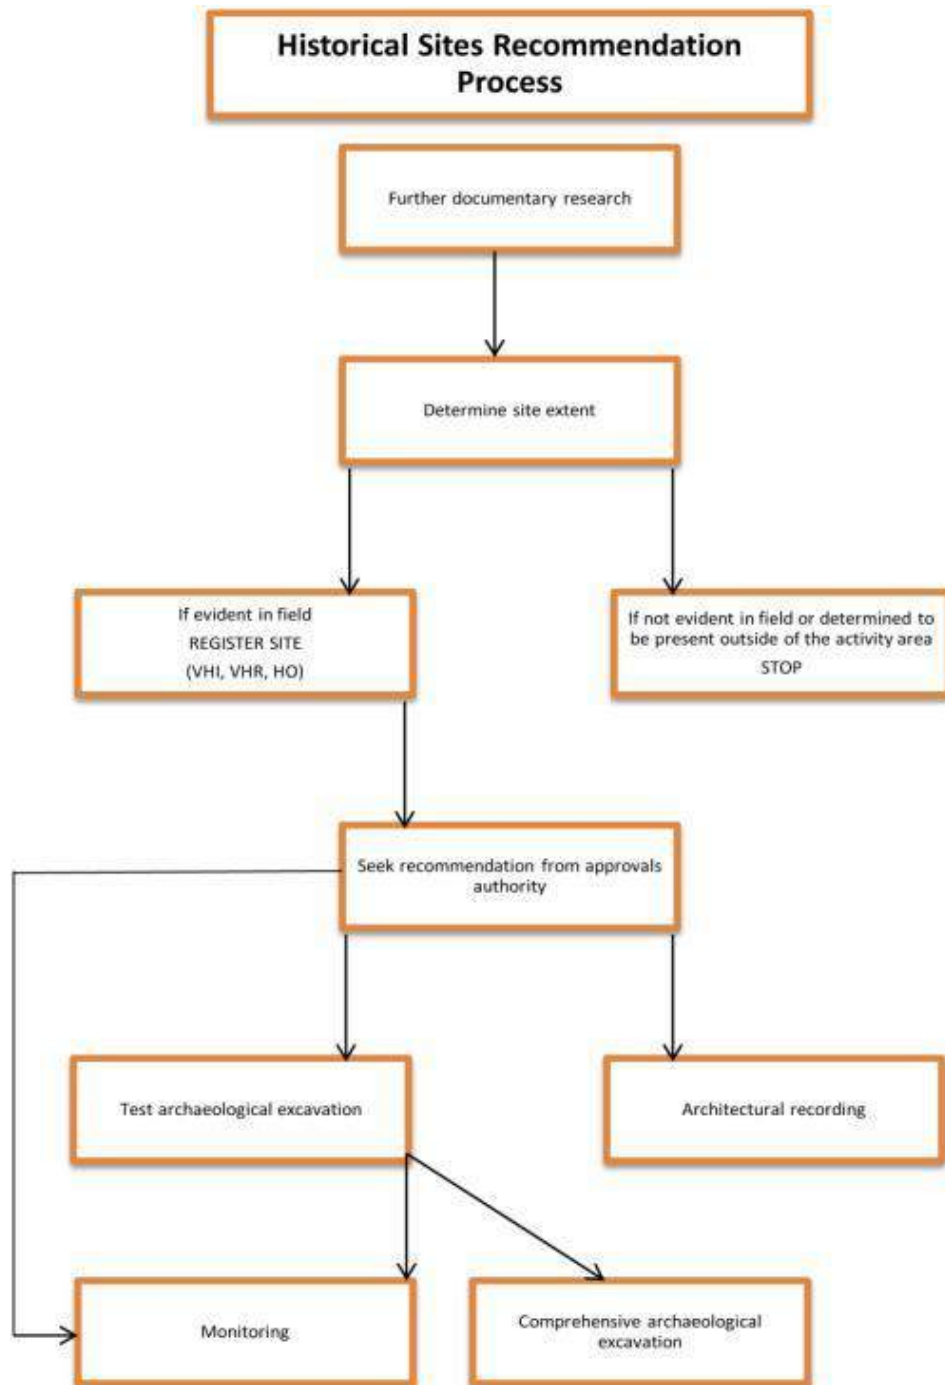 Historical Sites Recommendation
Process
Further documentary research
Determine site extent
If evident in field
REGISTER SITE
(VHI, VHR, HO)
If not evident in field or determined to
be present outside of the activity area
STOP
Seek recommendation from approvals
authority
Test archaeological excavation
Architectural recording
Monitoring
Comprehensive archaeological
excavation